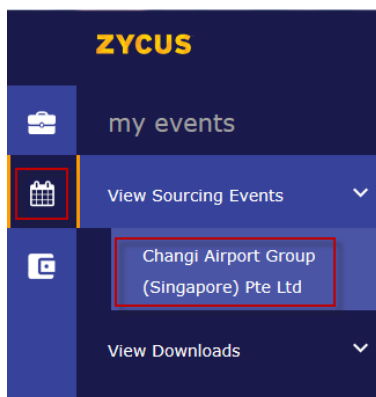 ZYCUS
my events
View Sourcing Events
Changi Airport Group
(Singapore) Pte Ltd
View Downloads